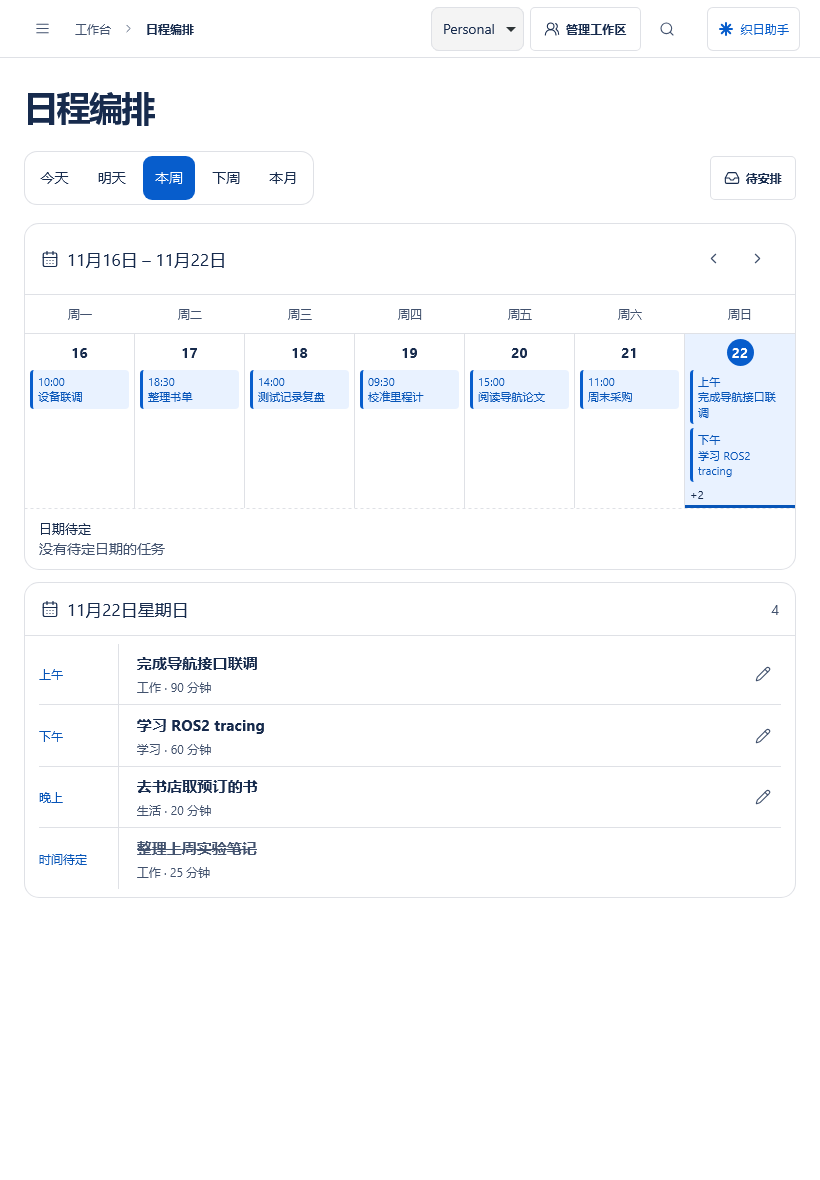 工作台
日程编排
Personal
管理工作区
织日助手
日程编排
今天
明天
本周
下周
本月
待安排
11月16日 – 11月22日
周一
周二
周三
周四
周五
周六
周日
16
17
18
19
20
21
22
10:00
设备联调
18:30
整理书单
14:00
测试记录复盘
09:30
校准里程计
15:00
阅读导航论文
11:00
周末采购
上午
完成导航接口联
调
下午
学习 ROS2
tracing
+2
日期待定
没有待定日期的任务
11月22日星期日
4
上午
完成导航接口联调
工作 · 90 分钟
下午
学习 ROS2 tracing
学习 · 60 分钟
晚上
去书店取预订的书
生活 · 20 分钟
时间待定
整理上周实验笔记
工作 · 25 分钟